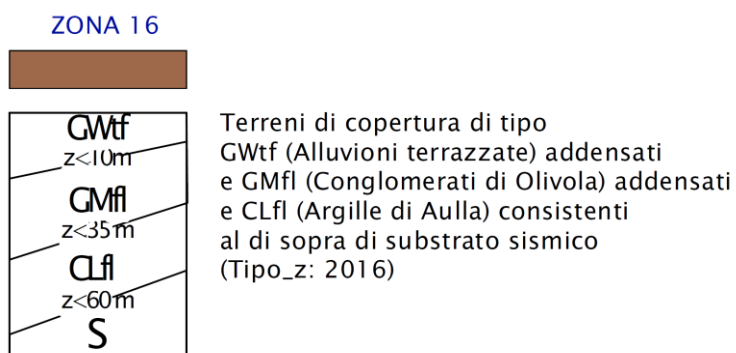 ZONA 16
GWtf
z<10m
GMfl
z<35m
CLfl
z<60m
S
Terreni di copertura di tipo
GWtf (Alluvioni terrazzate) addensati
e GMfl (Conglomerati di Olivola) addensati
e CLfl (Argille di Aulla) consistenti
al di sopra di substrato sismico
(Tipo_z: 2016)